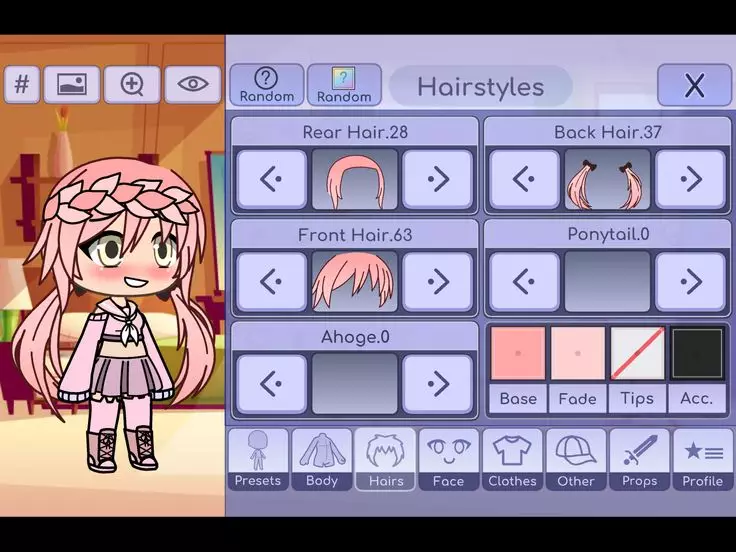 #
?
Random
?
Random
Hairstyles
X
Rear Hair.28
Back Hair.37
Front Hair.63
Ponytail.0
Ahoge.0
Base
Fade
Tips
Acc.
Presets
Body
Hairs
Face
Clothes
Other
Props
Profile